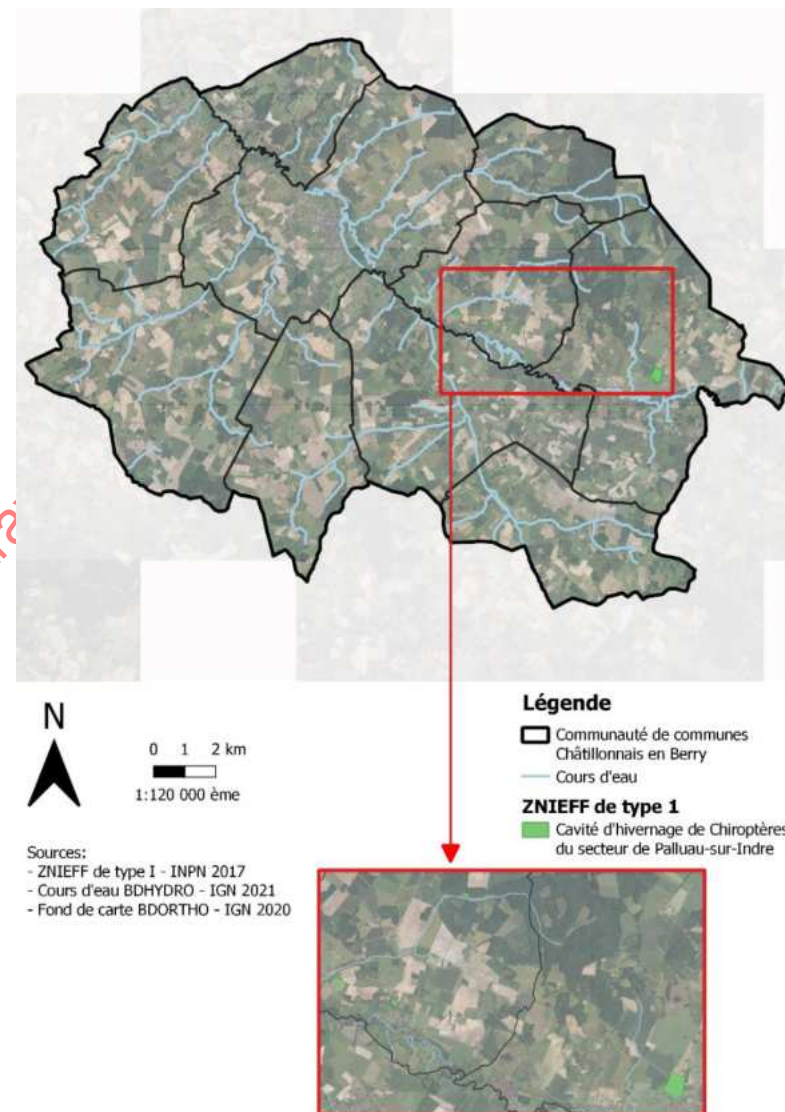 N
0 1 2 km
1:120 000 ème
Sources:
- ZNIEFF de type I - INPN 2017
- Cours d'eau BDHYDRO - IGN 2021
- Fond de carte BDORTHO - IGN 2020
Légende
Communauté de communes
Châtillonnais en Berry
Cours d'eau
ZNIEFF de type 1
Cavité d'hivernage de Chiroptères
du secteur de Palluau-sur-Indre